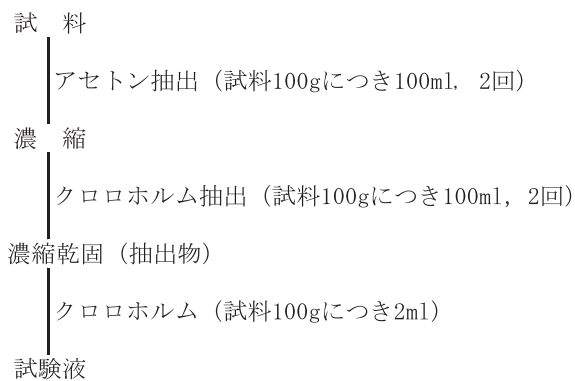 試　料
アセトン抽出（試料100gにつき100ml, 2回）
濃　縮
クロロホルム抽出（試料100gにつき100ml, 2回）
濃縮乾固（抽出物）
クロロホルム（試料100gにつき2ml）
試験液